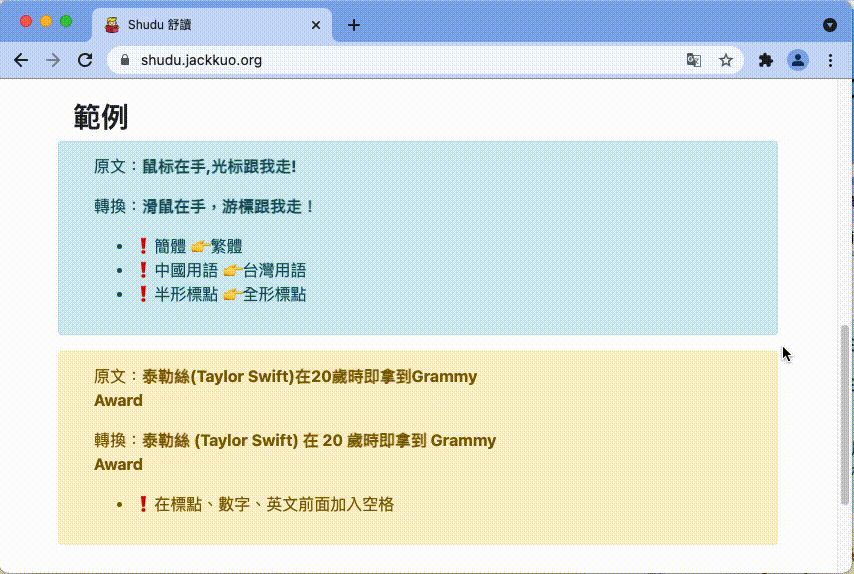 Shudu 舒讀
shudu.jackkuo.org
範例
原文：鼠标在手,光标跟我走!
轉換：滑鼠在手，游標跟我走！
❗簡體 👉繁體
❗中國用語 👉台灣用語
❗半形標點 👉全形標點
原文：泰勒絲(Taylor Swift)在20歲時即拿到Grammy
Award
轉換：泰勒絲 (Taylor Swift) 在 20 歲時即拿到 Grammy
Award
❗在標點、數字、英文前面加入空格